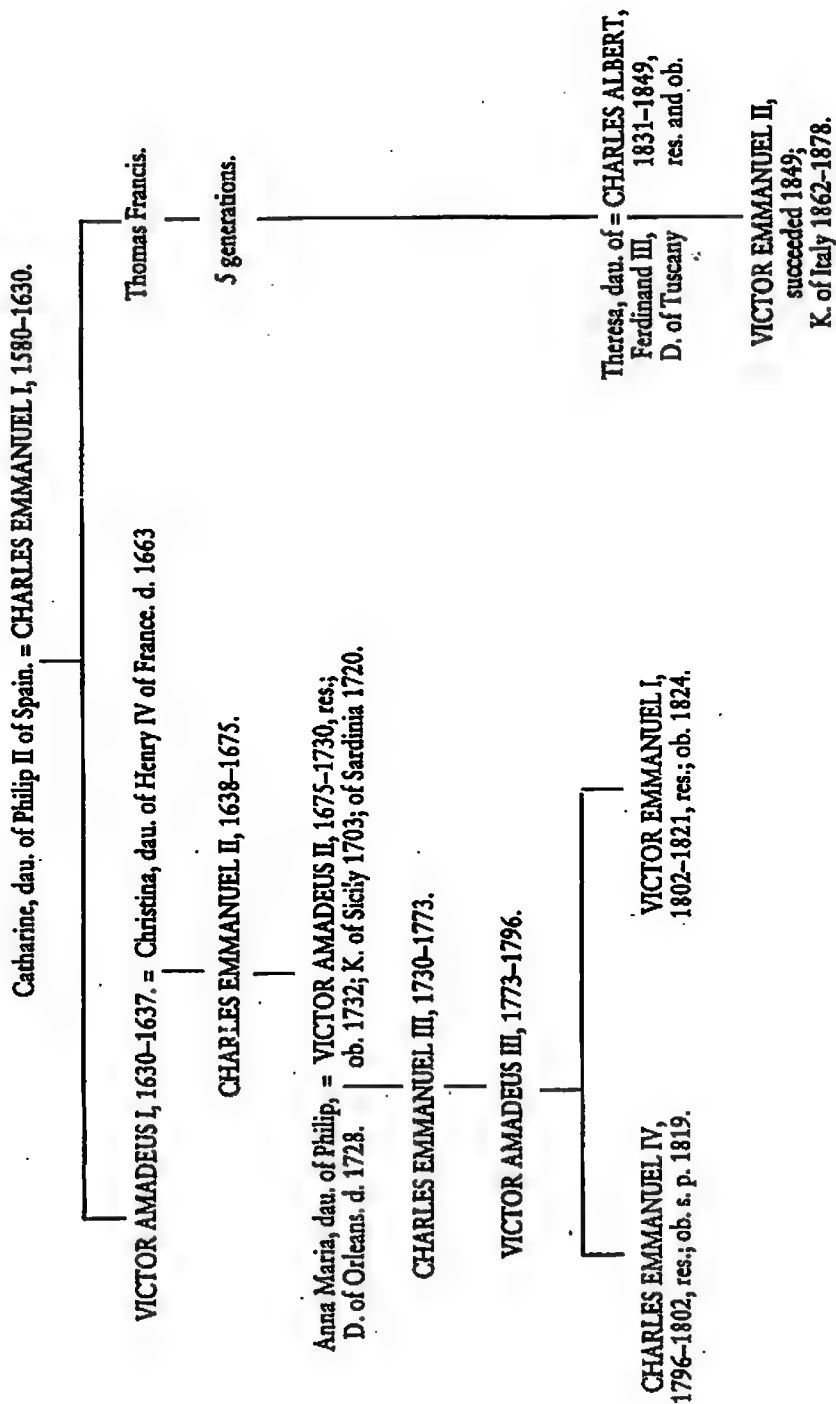 Catharine, dau. of Philip II of Spain. = CHARLES EMMANUEL I, 1580–1630.
VICTOR AMADEUS I, 1630–1637. = Christina, dau. of Henry IV of France. d. 1663
Thomas Francis.
5 generations.
CHARLES EMMANUEL II, 1638–1675.
Anna Maria, dau. of Philip, = VICTOR AMADEUS II, 1675–1730, res.;
D. of Orleans. d. 1728.
ob. 1732; K. of Sicily 1703; of Sardinia 1720.
CHARLES EMMANUEL III, 1730–1773.
VICTOR AMADEUS III, 1773–1796.
CHARLES EMMANUEL IV,
1796–1802, res.; ob. s. p. 1819.
VICTOR EMMANUEL I,
1802–1821, res.; ob. 1824.
Theresa, dau. of = CHARLES ALBERT,
Ferdinand III,
1831–1849,
D. of Tuscany
res. and ob.
VICTOR EMMANUEL II,
succeeded 1849;
K. of Italy 1862–1878.